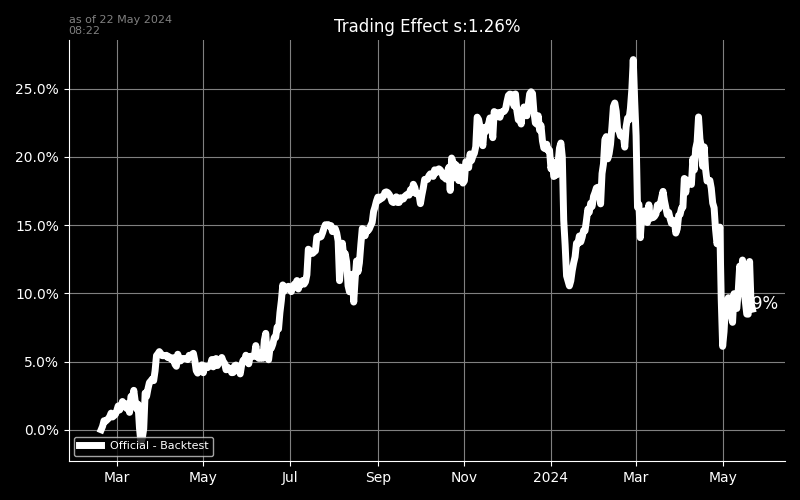 as of 22 May 2024
08:22
Trading Effect s:1.26%
25.0%
20.0%
15.0%
10.0%
9%
5.0%
0.0%
Official - Backtest
Mar May Jul Sep Nov 2024 Mar May